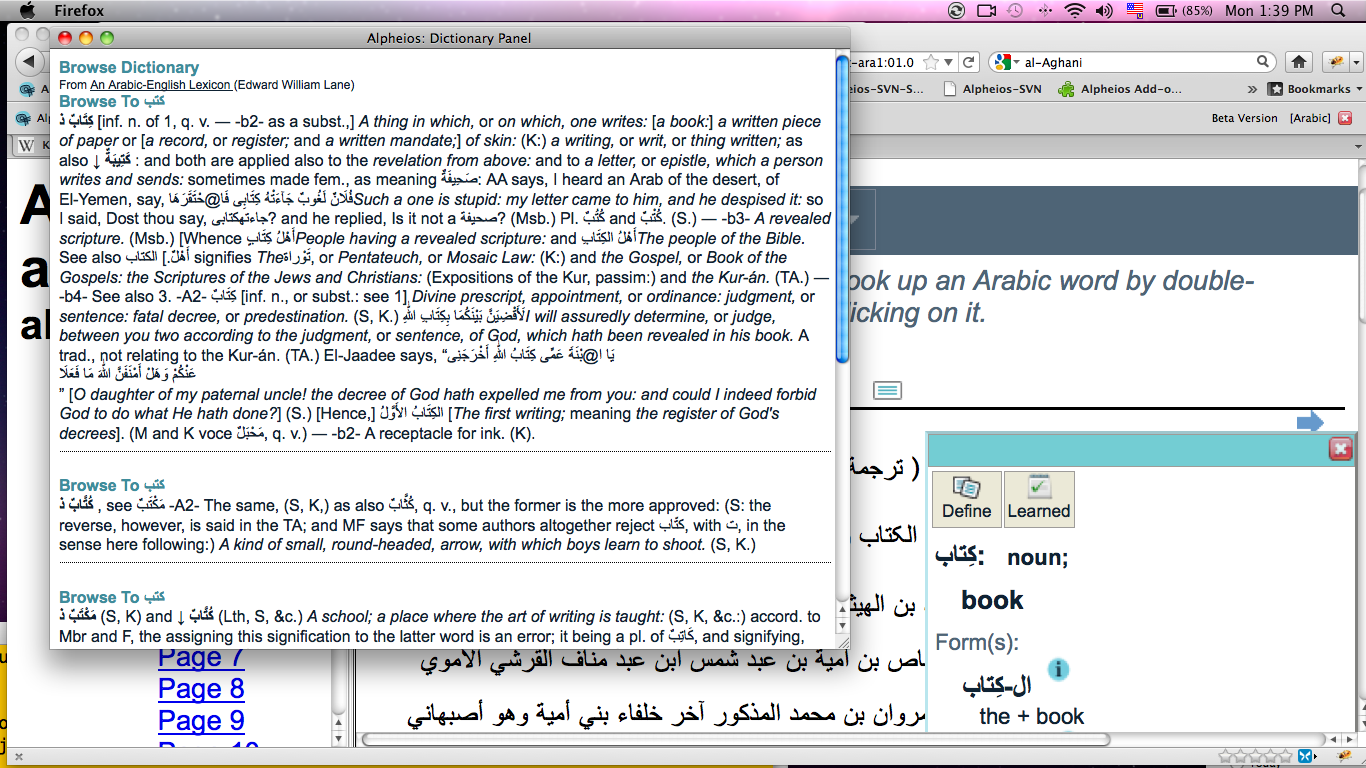 Firefox
(85%) Mon 1:39 PM
Alpheios: Dictionary Panel
-ara1:01.0
al-Aghani
eios-SVN-S...
Alpheios-SVN
Alpheios Add-o...
» Bookmarks
Beta Version [Arabic]
Browse Dictionary
From An Arabic-English Lexicon (Edward William Lane)
Browse To كتب
كِتَابٌ ذ [inf. n. of 1, q. v. — -b2- as a subst.,] A thing in which, or on which, one writes: [a book:] a written piece
of paper or [a record, or register; and a written mandate;] of skin: (K:) a writing, or writ, or thing written; as
also ↓ كَتِيبَةٌ : and both are applied also to the revelation from above: and to a letter, or epistle, which a person
writes and sends: sometimes made fem., as meaning صَحِيفَةٌ: AA says, I heard an Arab of the desert, of
El-Yemen, say, فُلَانٌ لَغُوبٌ جَآءَتْهُ كِتَابِى فَا@حْتَقَرَهَاSuch a one is stupid: my letter came to him, and he despised it: so
I said, Dost thou say, جاءتهكتابى? and he replied, Is it not a صحيفة? (Msb.) Pl. كُتُبٌ and كُتْبٌ. (S.) — -b3- A revealed
scripture. (Msb.) [Whence أَهْلُ كِتَابٍPeople having a revealed scripture: and أَهْلُ الكِتَابِThe people of the Bible.
See also أَهْلٌ.] الكتاب signifies Theتَوْراة, or Pentateuch, or Mosaic Law: (K:) and the Gospel, or Book of the
Gospels: the Scriptures of the Jews and Christians: (Expositions of the Kur, passim:) and the Kur-án. (TA.) —
-b4- See also 3. -A2- كِتَابٌ [inf. n., or subst.: see 1] Divine prescript, appointment, or ordinance: judgment, or
sentence: fatal decree, or predestination. (S, K.) لَأَقْضِيَنَّ بَيْنَكُمَا بِكِتَابِ اللّٰهِI will assuredly determine, or judge,
between you two according to the judgment, or sentence, of God, which hath been revealed in his book. A
trad., not relating to the Kur-án. (TA.) El-Jaadee says, “يَا ا@بْنَةَ عَمِّى كِتَابُ اللّٰهِ أَخْرَجَنِى
عَنْكُمْ وَهَلْ أَمْنَفَنَّ اللّٰهَ مَا فَعَلَا
” [O daughter of my paternal uncle! the decree of God hath expelled me from you: and could I indeed forbid
God to do what He hath done?] (S.) [Hence,] الكِتَابُ الأَوَّلُ [The first writing; meaning the register of God's
decrees]. (M and K voce مَحْبَلٌ, q. v.) — -b2- A receptacle for ink. (K).
Browse To كتب
كُتَّابٌ ذ , see مَكْتَبٌ -A2- The same, (S, K,) as also كُثَّابٌ, q. v., but the former is the more approved: (S: the
reverse, however, is said in the TA; and MF says that some authors altogether reject كتّاب, with ت, in the
sense here following:) A kind of small, round-headed, arrow, with which boys learn to shoot. (S, K.)
Browse To كتب
مَكْتَبٌ ذ (S, K) and ↓ كُتَّابٌ (Lth, S, &c.) A school; a place where the art of writing is taught: (S, K, &c.:) accord. to
Mbr and F, the assigning this signification to the latter word is an error; it being a pl. of كَاتِبٌ, and signifying,
A
a
al
ook up an Arabic word by double-
icking on it.
( ترجمة
الكتاب
بن الهيث
اص بن أمية بن عبد شمس ابن عبد مناف القرشي الأموي
مروان بن محمد المذكور آخر خلفاء بني أمية وهو أصبهاني
Define
Learned
كِتاب: noun;
book
Form(s):
ال-كِتاب
the + book
Page 7
Page 8
Page 9